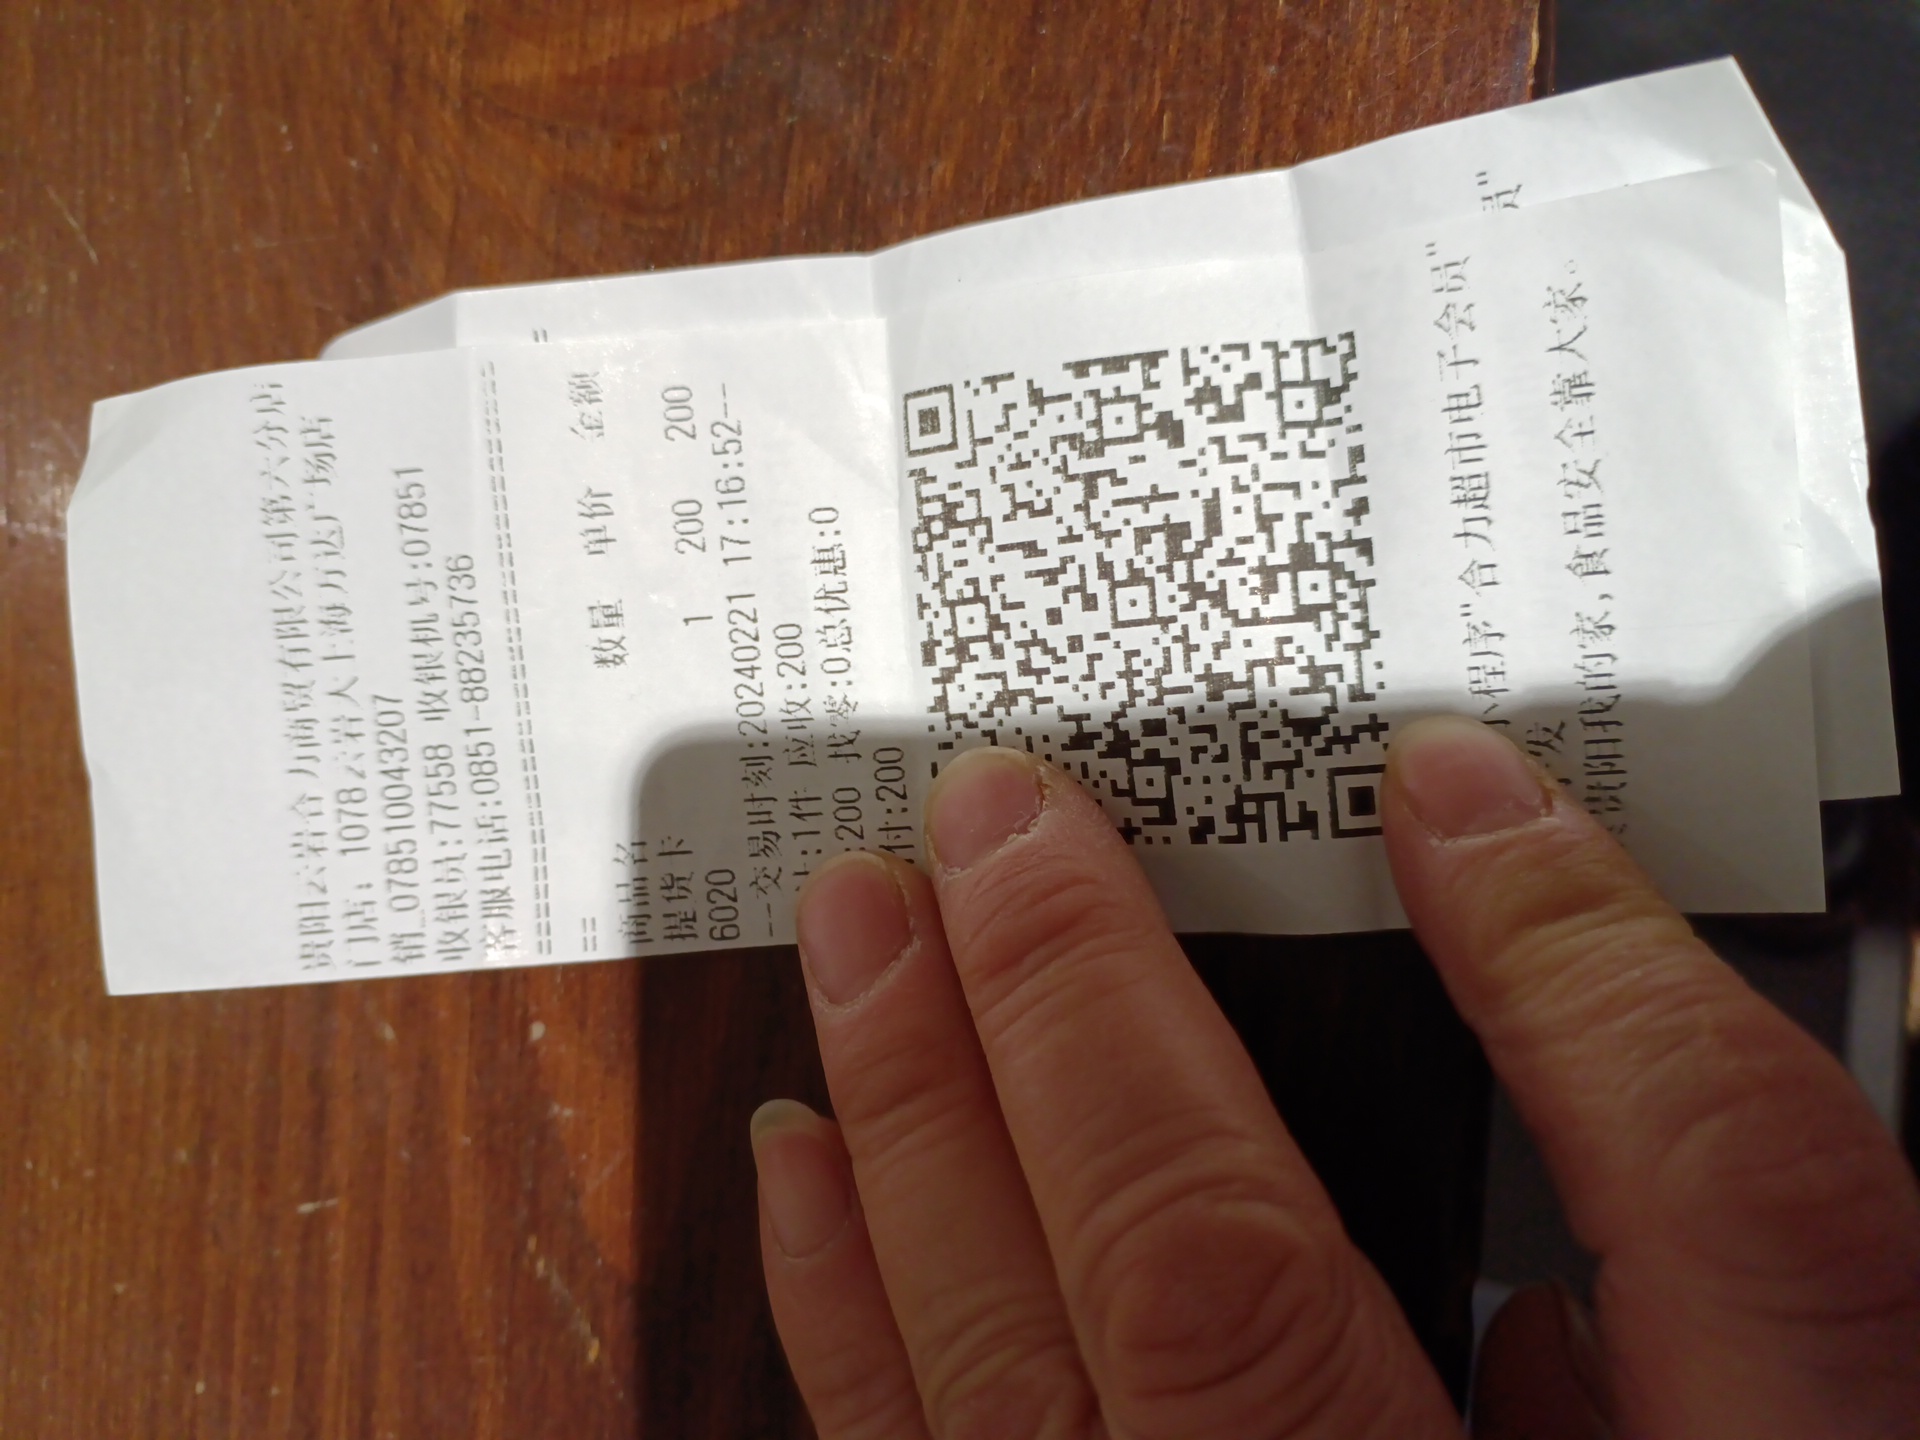 贵阳云岩合力商贸有限公司第六分店
门店: 1078云岩大上海万达广场店
销_078510043207
收银员:77558 收银机号:07851
客服电话:0851-88235736
================================
==
商品名 数量 单价 金额
提货卡
6020 1 200 200
--交易时刻:20240221 17:16:52--
:1件 应收:200
:200 找零:0总优惠:0
付:200
小程序"合力超市电子会员"
发
贵阳我的家,食品安全靠大家。
员"